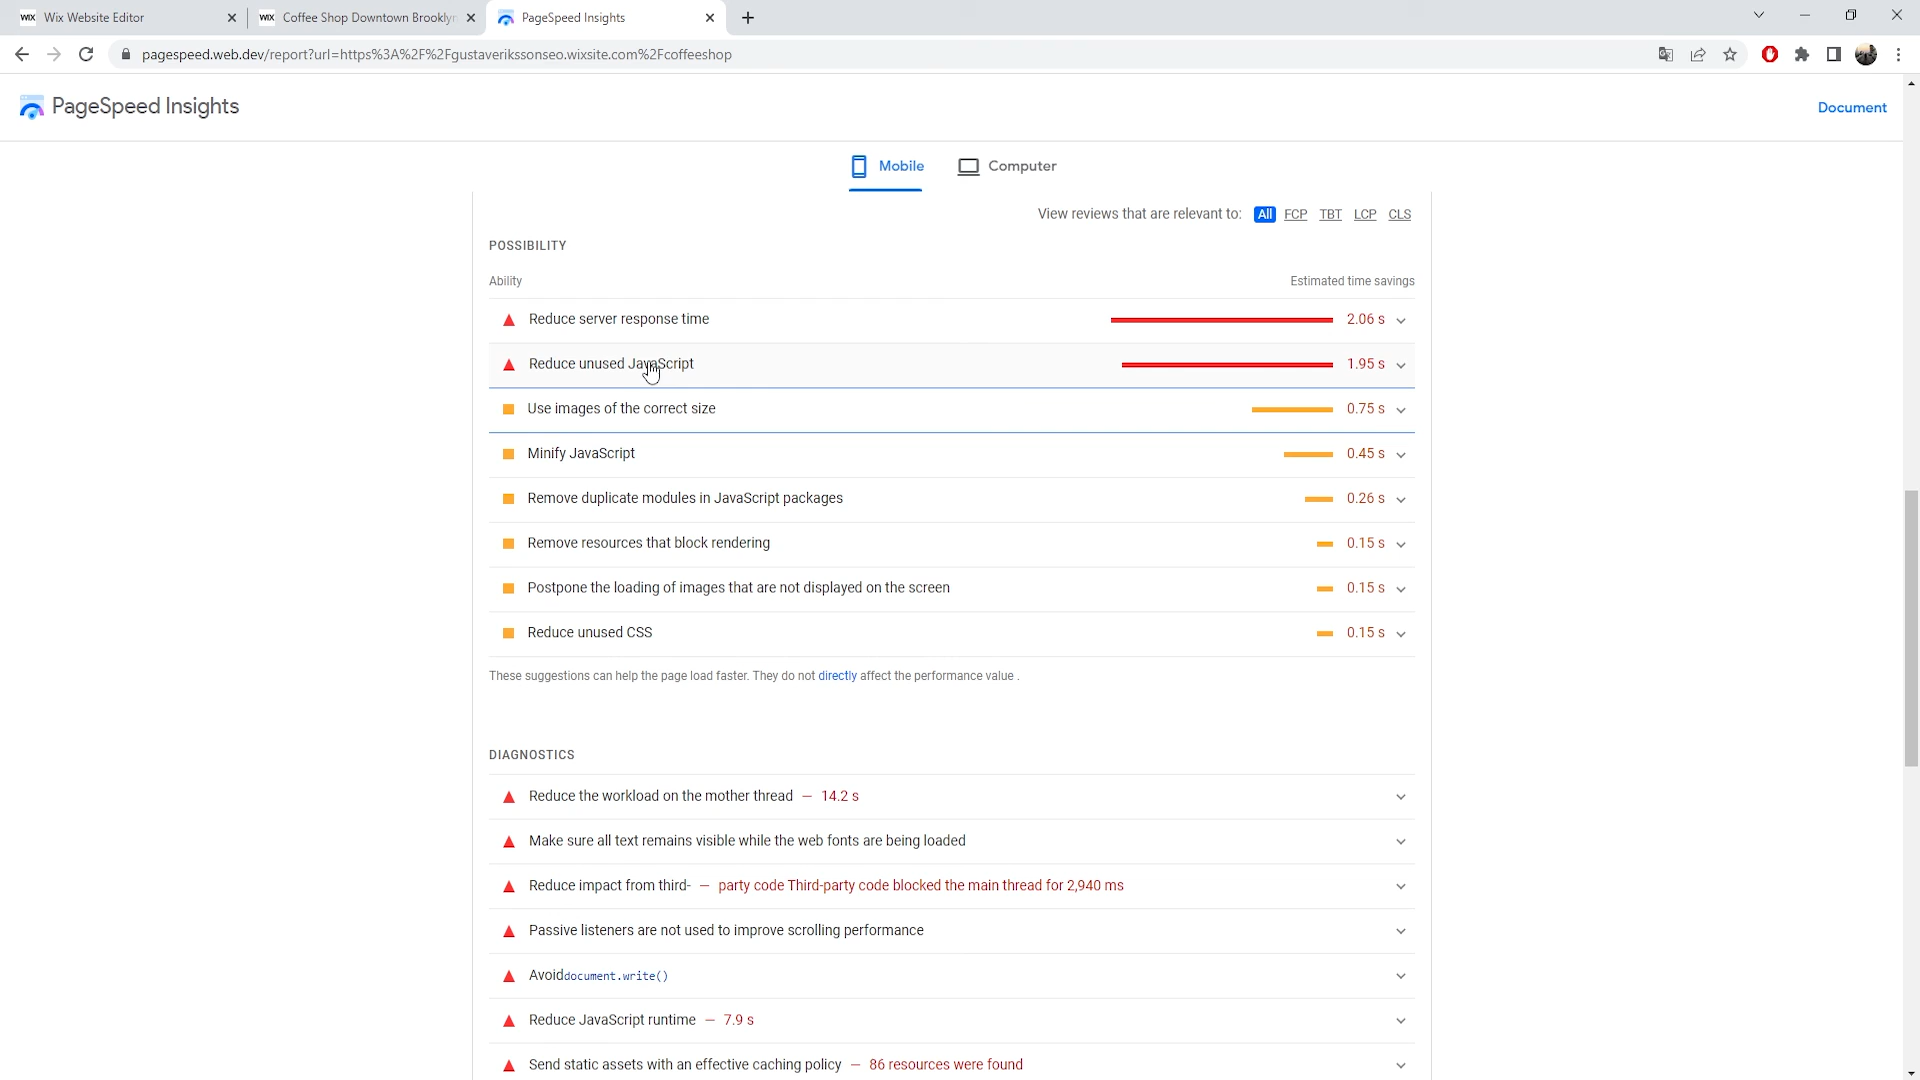 WIX Wix Website Editor
WIX Coffee Shop Downtown Brooklyn
PageSpeed Insights
pagespeed.web.dev/report?url=https%3A%2F%2Fgustaverikssonseo.wixsite.com%2Fcoffeeshop
PageSpeed Insights
Document
Mobile
Computer
View reviews that are relevant to: All FCP TBT LCP CLS
POSSIBILITY
Ability Estimated time savings
Reduce server response time 2.06 s
Reduce unused JavaScript 1.95 s
Use images of the correct size 0.75 s
Minify JavaScript 0.45 s
Remove duplicate modules in JavaScript packages 0.26 s
Remove resources that block rendering 0.15 s
Postpone the loading of images that are not displayed on the screen 0.15 s
Reduce unused CSS 0.15 s
These suggestions can help the page load faster. They do not directly affect the performance value .
DIAGNOSTICS
Reduce the workload on the mother thread — 14.2 s
Make sure all text remains visible while the web fonts are being loaded
Reduce impact from third- — party code Third-party code blocked the main thread for 2,940 ms
Passive listeners are not used to improve scrolling performance
Avoiddocument.write()
Reduce JavaScript runtime — 7.9 s
Send static assets with an effective caching policy — 86 resources were found